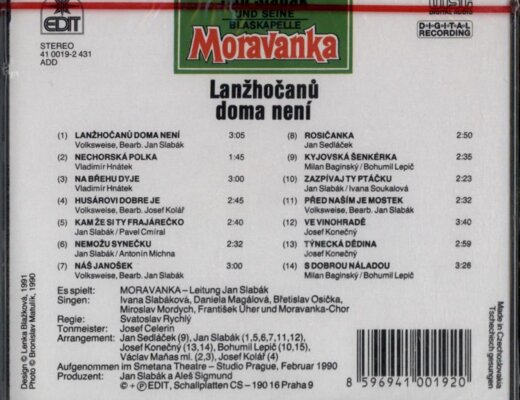 EDIT
STEREO
41 0019-2 431
ADD
UND SEINE
BLASKAPELLE
Moravanka
DIGITAL AUDIO
DIGITAL
RECORDING
Lanžhočanů
doma není
(1) LANŽHOČANŮ DOMA NENÍ 3:05
Volksweise, Bearb. Jan Slabák
(2) NECHORSKÁ POLKA 1:45
Vladimír Hnátek
(3) NA BŘEHU DYJE 3:00
Vladimír Hnátek
(4) HUSÁROVI DOBRE JE 2:45
Volksweise, Bearb. Josef Kolář
(5) KAM ŽE SI TY FRAJÁREČKO 2:40
Jan Slabák / Pavel Cmíral
(6) NEMOŽU SYNEČKU 2:32
Jan Slabák / Antonín Michna
(7) NÁŠ JANOŠEK 3:00
Volksweise, Bearb. Jan Slabák
(8) ROSIČANKA 2:50
Jan Sedláček
(9) KYJOVSKÁ ŠENKÉRKA 2:35
Milan Baginský / Bohumil Lepič
(10) ZAZPÍVAJ TY PTÁČKU 2:23
Jan Slabák / Ivana Soukalová
(11) PŘED NAŠÍM JE MOSTEK 2:32
Volksweise, Bearb. Jan Slabák
(12) VE VINOHRADĚ 2:40
Josef Konečný
(13) TÝNECKÁ DĚDINA 2:59
Josef Konečný
(14) S DOBROU NÁLADOU 3:26
Milan Baginský / Bohumil Lepič
Es spielt: MORAVANKA – Leitung Jan Slabák
Singen: Ivana Slabáková, Daniela Magálová, Břetislav Osička,
Miroslav Mordych, František Uher und Moravanka-Chor
Regie: Svatoslav Rychlý
Tonmeister: Josef Celerin
Arrangement: Jan Sedláček (9), Jan Slabák (1,5,6,7,11,12),
Josef Konečný (13,14), Bohumil Lepič (10,15),
Václav Maňas ml. (2,3), Josef Kolář (4)
Aufgenommen im Smetana Theatre – Studio Prague, Februar 1990
Produzent: Jan Slabák a Aleš Sigmund
© + Ⓟ EDIT, Schallplatten CS – 190 16 Praha 9
8 596941 001920
Design © Lenka Blažková, 1991
Photo © Bronislav Matulík, 1990
Made in Czechoslovakia
Tschechisch gesungen